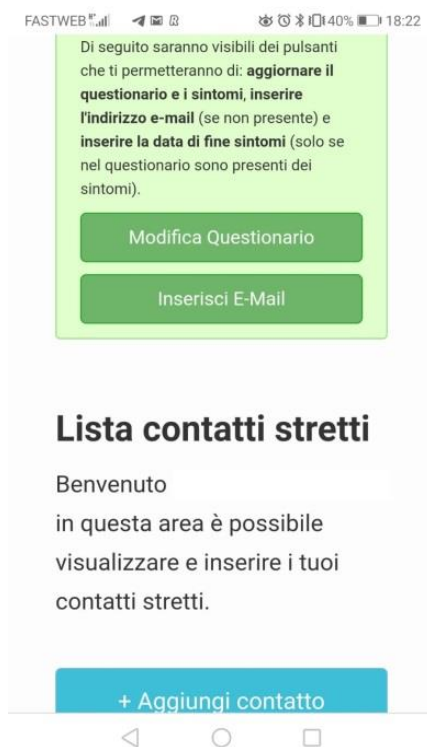 FASTWEB 40% 18:22
Di seguito saranno visibili dei pulsanti
che ti permetteranno di: aggiornare il
questionario e i sintomi, inserire
l'indirizzo e-mail (se non presente) e
inserire la data di fine sintomi (solo se
nel questionario sono presenti dei
sintomi).
Modifica Questionario
Inserisci E-Mail
Lista contatti stretti
Benvenuto
in questa area è possibile
visualizzare e inserire i tuoi
contatti stretti.
+ Aggiungi contatto